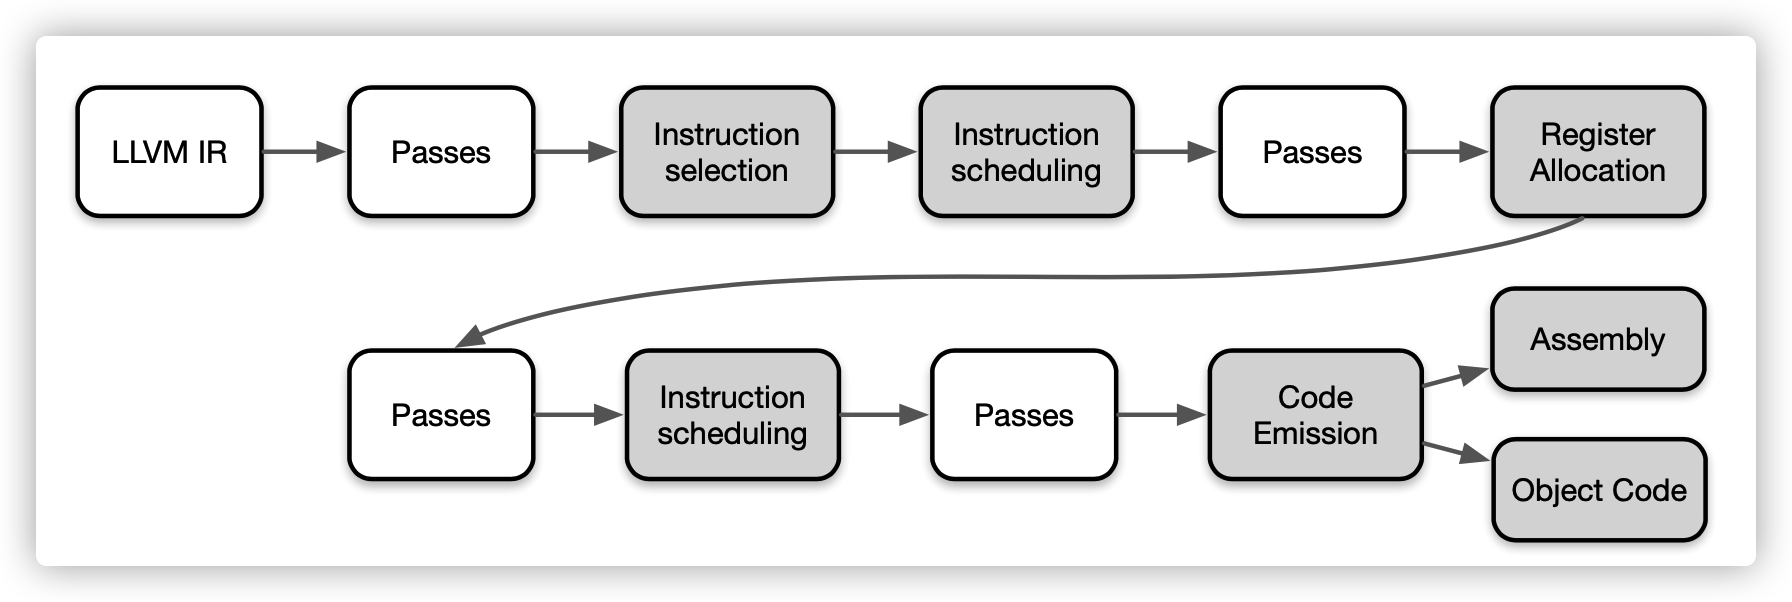 LLVM IR
Passes
Instruction
selection
Instruction
scheduling
Passes
Register
Allocation
Passes
Instruction
scheduling
Passes
Code
Emission
Assembly
Object Code